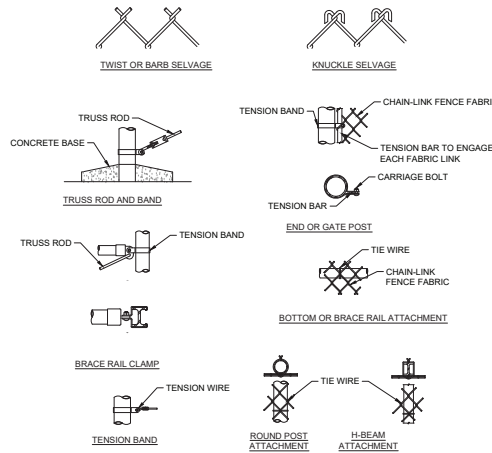 TWIST OR BARB SELVAGE
KNUCKLE SELVAGE
TRUSS ROD
CONCRETE BASE
TRUSS ROD AND BAND
TENSION BAND
CHAIN-LINK FENCE FABRI
TENSION BAR TO ENGAGE
EACH FABRIC LINK
CARRIAGE BOLT
TENSION BAR
END OR GATE POST
TRUSS ROD
TENSION BAND
BRACE RAIL CLAMP
TIE WIRE
CHAIN-LINK
FENCE FABRIC
BOTTOM OR BRACE RAIL ATTACHMENT
TENSION WIRE
TENSION BAND
TIE WIRE
ROUND POST
ATTACHMENT
H-BEAM
ATTACHMENT